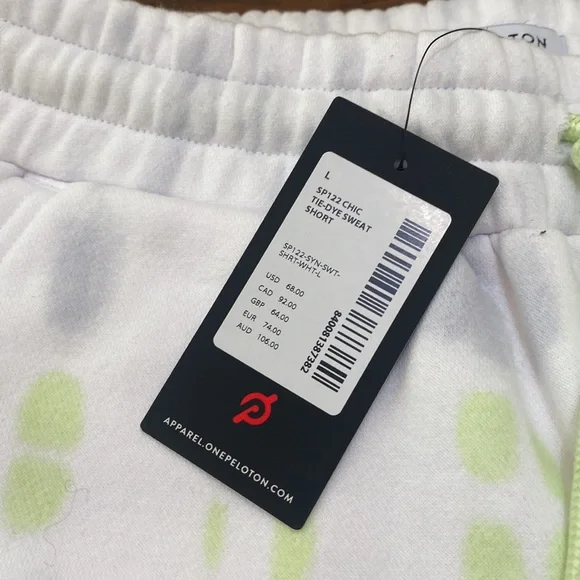 TON
L
SP122 CHIC
TIE-DYE SWEAT
SHORT
SP122-SYN-SWT-
SHRT-WHT-L
USD 68.00
CAD 92.00
GBP 64.00
EUR 74.00
AUD 106.00
840081387382
APPAREL.ONEPELOTON.COM